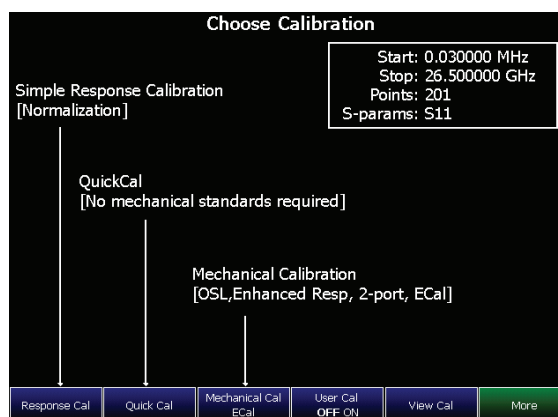 Choose Calibration
Start: 0.030000 MHz
Stop: 26.500000 GHz
Points: 201
S-params: S11
Simple Response Calibration
[Normalization]
QuickCal
[No mechanical standards required]
Mechanical Calibration
[OSL,Enhanced Resp, 2-port, ECal]
Response Cal
Quick Cal
Mechanical Cal
ECal
User Cal
OFF ON
View Cal
More